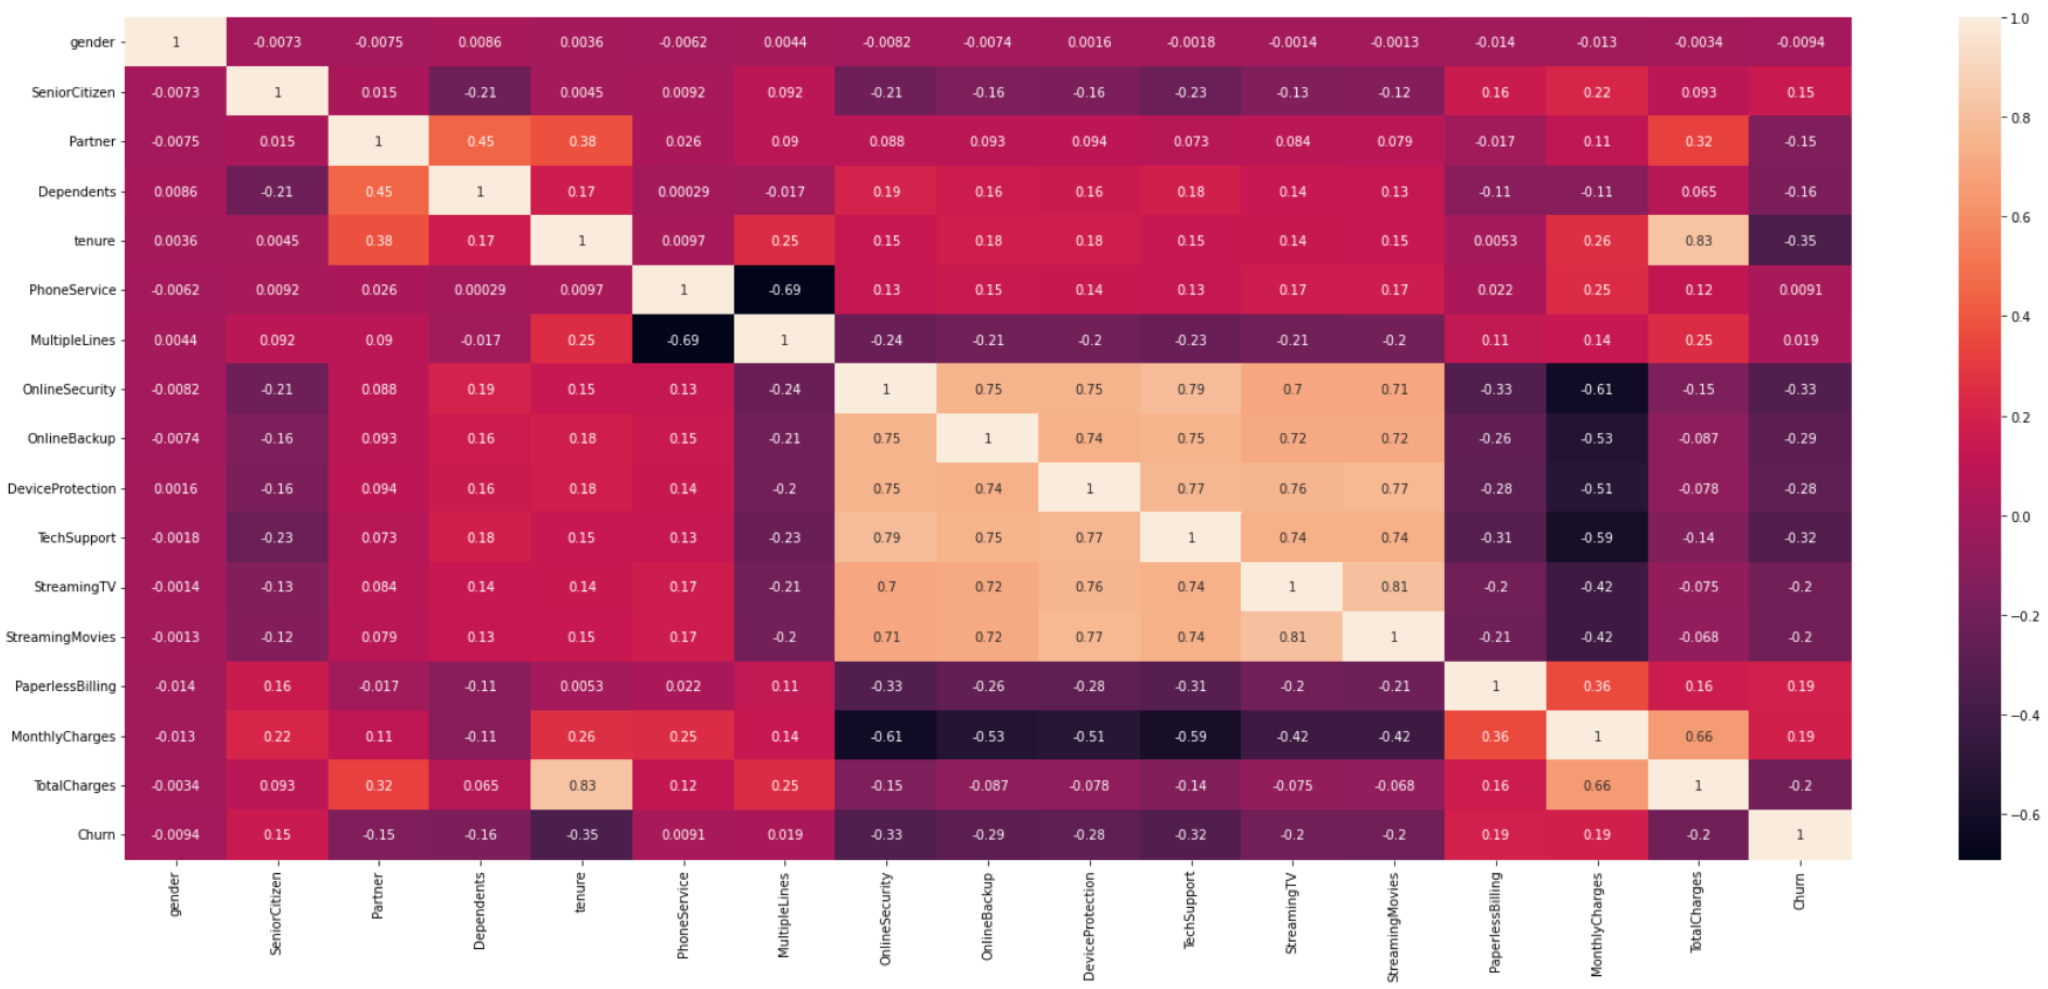 gender 1 -0.0073 -0.0075 0.0086 0.0036 -0.0062 0.0044 -0.0082 -0.0074 0.0016 -0.0018 -0.0014 -0.0013 -0.014 -0.013 -0.0034 -0.0094
SeniorCitizen -0.0073 1 0.015 -0.21 0.0045 0.0092 0.092 -0.21 -0.16 -0.16 -0.23 -0.13 -0.12 0.16 0.22 0.093 0.15
Partner -0.0075 0.015 1 0.45 0.38 0.026 0.09 0.088 0.093 0.094 0.073 0.084 0.079 -0.017 0.11 0.32 -0.15
Dependents 0.0086 -0.21 0.45 1 0.17 0.00029 -0.017 0.19 0.16 0.16 0.18 0.14 0.13 -0.11 -0.11 0.065 -0.16
tenure 0.0036 0.0045 0.38 0.17 1 0.0097 0.25 0.15 0.18 0.18 0.15 0.14 0.15 0.0053 0.26 0.83 -0.35
PhoneService -0.0062 0.0092 0.026 0.00029 0.0097 1 -0.69 0.13 0.15 0.14 0.13 0.17 0.17 0.022 0.25 0.12 0.0091
MultipleLines 0.0044 0.092 0.09 -0.017 0.25 -0.69 1 -0.24 -0.21 -0.2 -0.23 -0.21 -0.2 0.11 0.14 0.25 0.019
OnlineSecurity -0.0082 -0.21 0.088 0.19 0.15 0.13 -0.24 1 0.75 0.75 0.79 0.7 0.71 -0.33 -0.61 -0.15 -0.33
OnlineBackup -0.0074 -0.16 0.093 0.16 0.18 0.15 -0.21 0.75 1 0.74 0.75 0.72 0.72 -0.26 -0.53 -0.087 -0.29
DeviceProtection 0.0016 -0.16 0.094 0.16 0.18 0.14 -0.2 0.75 0.74 1 0.77 0.76 0.77 -0.28 -0.51 -0.078 -0.28
TechSupport -0.0018 -0.23 0.073 0.18 0.15 0.13 -0.23 0.79 0.75 0.77 1 0.74 0.74 -0.31 -0.59 -0.14 -0.32
StreamingTV -0.0014 -0.13 0.084 0.14 0.14 0.17 -0.21 0.7 0.72 0.76 0.74 1 0.81 -0.2 -0.42 -0.075 -0.2
StreamingMovies -0.0013 -0.12 0.079 0.13 0.15 0.17 -0.2 0.71 0.72 0.77 0.74 0.81 1 -0.21 -0.42 -0.068 -0.2
PaperlessBilling -0.014 0.16 -0.017 -0.11 0.0053 0.022 0.11 -0.33 -0.26 -0.28 -0.31 -0.2 -0.21 1 0.36 0.16 0.19
MonthlyCharges -0.013 0.22 0.11 -0.11 0.26 0.25 0.14 -0.61 -0.53 -0.51 -0.59 -0.42 -0.42 0.36 1 0.66 0.19
TotalCharges -0.0034 0.093 0.32 0.065 0.83 0.12 0.25 -0.15 -0.087 -0.078 -0.14 -0.075 -0.068 0.16 0.66 1 -0.2
Churn -0.0094 0.15 -0.15 -0.16 -0.35 0.0091 0.019 -0.33 -0.29 -0.28 -0.32 -0.2 -0.2 0.19 0.19 -0.2 1
gender SeniorCitizen Partner Dependents tenure PhoneService MultipleLines OnlineSecurity OnlineBackup DeviceProtection TechSupport StreamingTV StreamingMovies PaperlessBilling MonthlyCharges TotalCharges Churn
1.0
0.8
0.6
0.4
0.2
0.0
−0.2
−0.4
−0.6